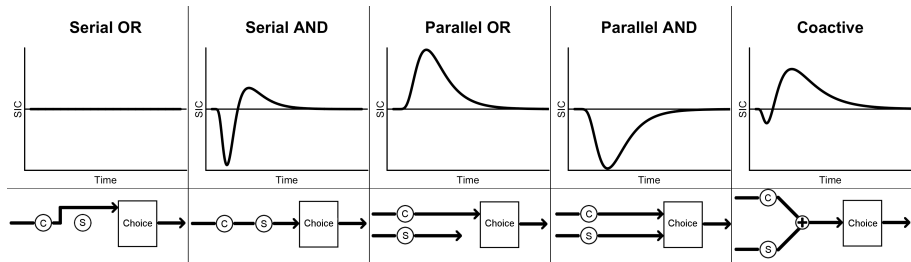 Serial OR
Serial AND
Parallel OR
Parallel AND
Coactive
SIC
Time
SIC
Time
SIC
Time
SIC
Time
SIC
Time
C
S
Choice
C
S
Choice
C
S
Choice
C
S
Choice
C
S
+
Choice